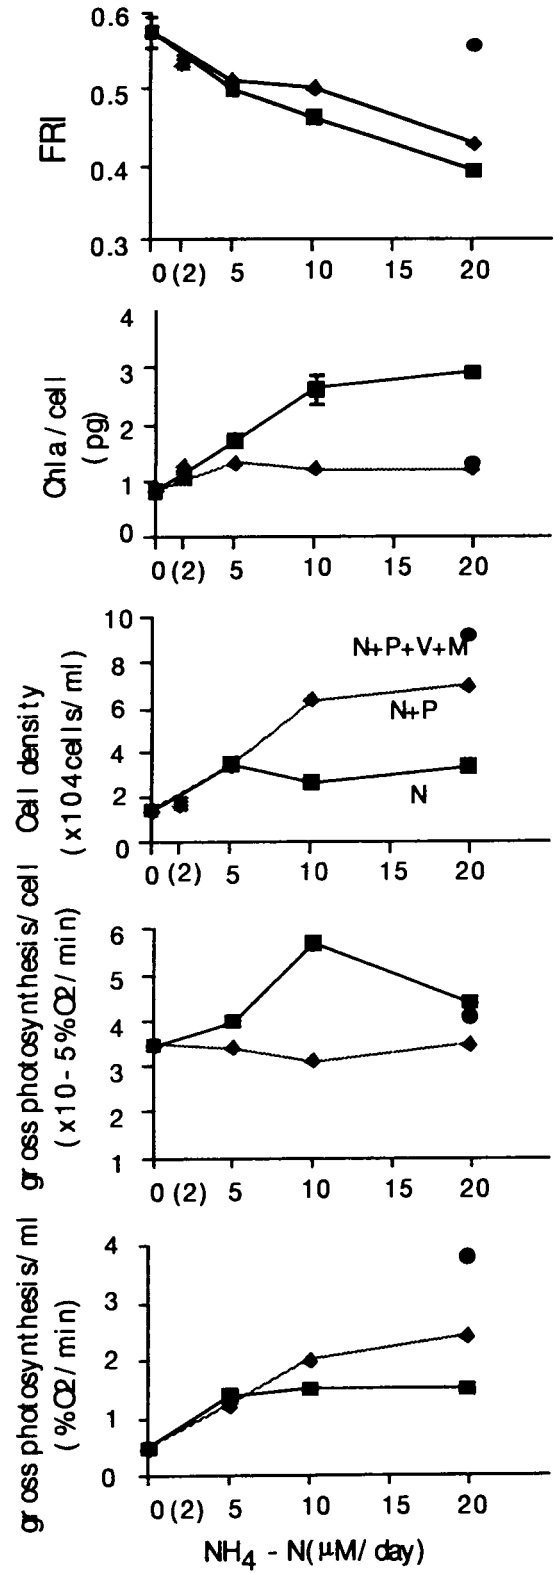 0.6
0.5
0.4
0.3
FRI
0 (2) 5 10 15 20
4
3
2
1
0
Chl a / cell
(pg)
0 (2) 5 10 15 20
10
8
6
4
2
0
Cell density
(x104cells/ml)
N+P+V+M
N+P
N
0 (2) 5 10 15 20
6
5
4
3
2
1
gross photosynthesis/cell
(x10-5%O2/min)
0 (2) 5 10 15 20
4
3
2
1
0
gross photosynthesis/ml
(%O2/min)
0 (2) 5 10 15 20
NH4 - N(μM/day)